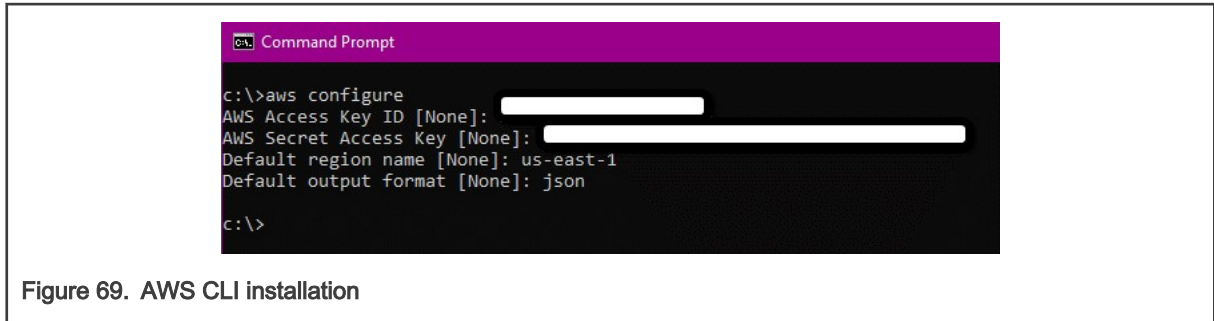 Command Prompt
c:\>aws configure
AWS Access Key ID [None]:
AWS Secret Access Key [None]:
Default region name [None]: us-east-1
Default output format [None]: json
c:\>
Figure 69. AWS CLI installation